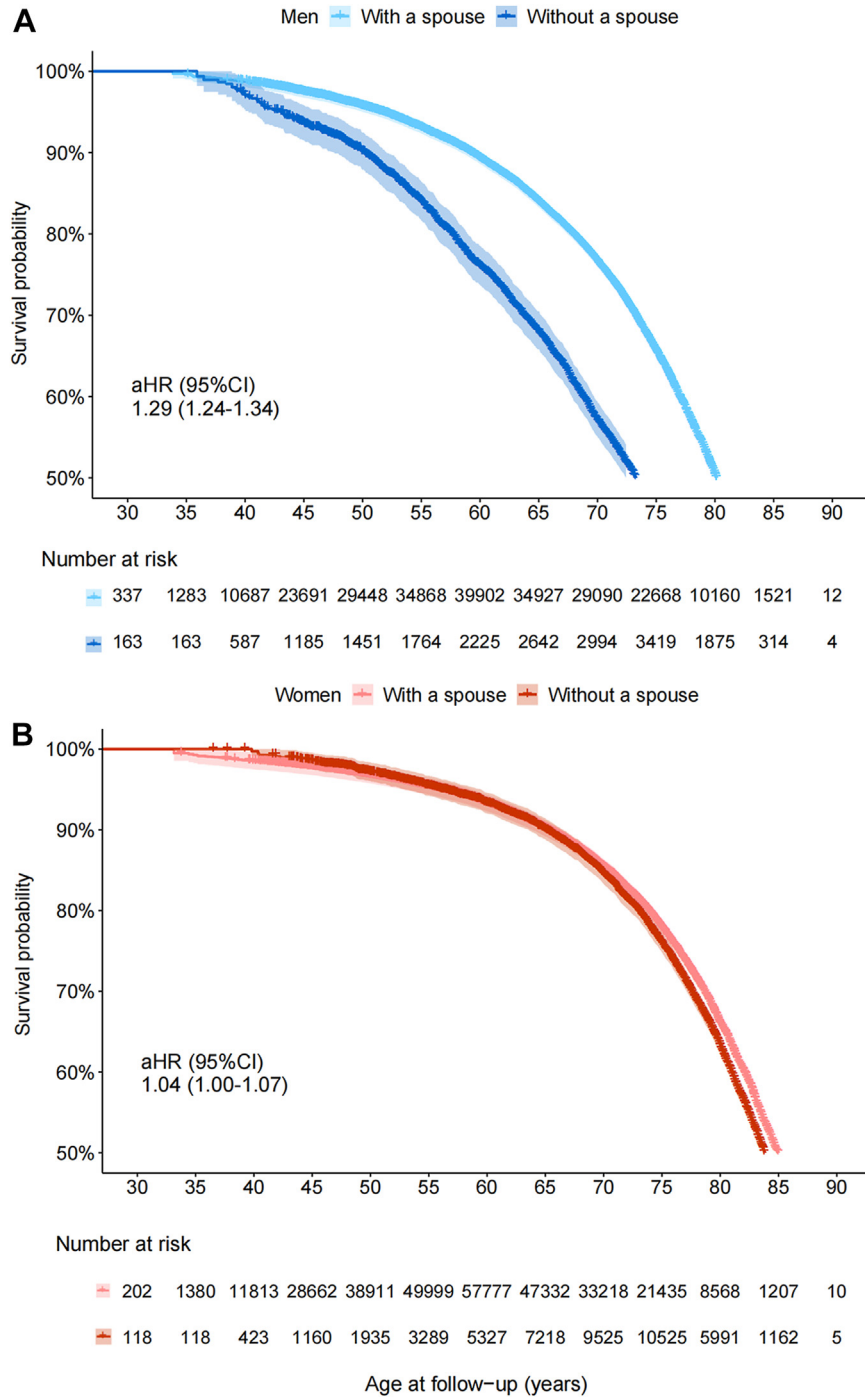 A
Men With a spouse Without a spouse
100%
90%
80%
70%
60%
50%
Survival probability
aHR (95%CI)
1.29 (1.24-1.34)
30 35 40 45 50 55 60 65 70 75 80 85 90
Number at risk
337 1283 10687 23691 29448 34868 39902 34927 29090 22668 10160 1521 12
163 163 587 1185 1451 1764 2225 2642 2994 3419 1875 314 4
Women With a spouse Without a spouse
B
100%
90%
80%
70%
60%
50%
Survival probability
aHR (95%CI)
1.04 (1.00-1.07)
30 35 40 45 50 55 60 65 70 75 80 85 90
Number at risk
202 1380 11813 28662 38911 49999 57777 47332 33218 21435 8568 1207 10
118 118 423 1160 1935 3289 5327 7218 9525 10525 5991 1162 5
Age at follow−up (years)